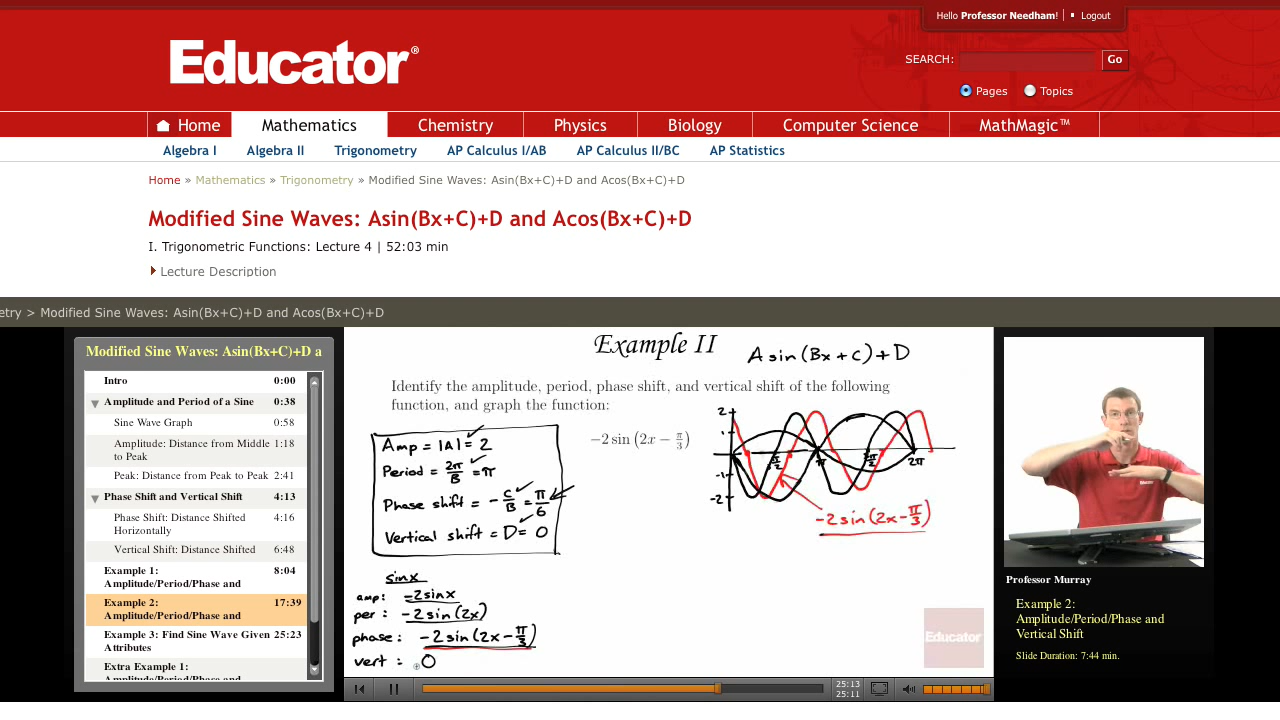 Hello Professor Needham! | Logout
Educator®
SEARCH: Go
Pages Topics
Home Mathematics Chemistry Physics Biology Computer Science MathMagic™
Algebra I Algebra II Trigonometry AP Calculus I/AB AP Calculus II/BC AP Statistics
Home » Mathematics » Trigonometry » Modified Sine Waves: Asin(Bx+C)+D and Acos(Bx+C)+D
Modified Sine Waves: Asin(Bx+C)+D and Acos(Bx+C)+D
I. Trigonometric Functions: Lecture 4 | 52:03 min
Lecture Description
etry > Modified Sine Waves: Asin(Bx+C)+D and Acos(Bx+C)+D
Modified Sine Waves: Asin(Bx+C)+D a
Intro 0:00
Amplitude and Period of a Sine 0:38
Sine Wave Graph 0:58
Amplitude: Distance from Middle 1:18
to Peak
Peak: Distance from Peak to Peak 2:41
Phase Shift and Vertical Shift 4:13
Phase Shift: Distance Shifted 4:16
Horizontally
Vertical Shift: Distance Shifted 6:48
Example 1: 8:04
Amplitude/Period/Phase and
Example 2: 17:39
Amplitude/Period/Phase and
Example 3: Find Sine Wave Given 25:23
Attributes
Extra Example 1:
Amplitude/Period/Phase and
Example II
A sin(Bx+C)+D
Identify the amplitude, period, phase shift, and vertical shift of the following
function, and graph the function:
−2 sin (2x − π/3)
Amp = |A| = 2
Period = 2π/B = π
Phase shift = −C/B = π/6
Vertical shift = D = 0
sinx
amp: −2sinx
per: −2sin(2x)
phase: −2sin(2x−π/3)
vert: 0
2
1
-1
-2
π/2 π 3π/2 2π
−2sin(2x−π/3)
Educator
25:13
25:11
Professor Murray
Example 2:
Amplitude/Period/Phase and
Vertical Shift
Slide Duration: 7:44 min.